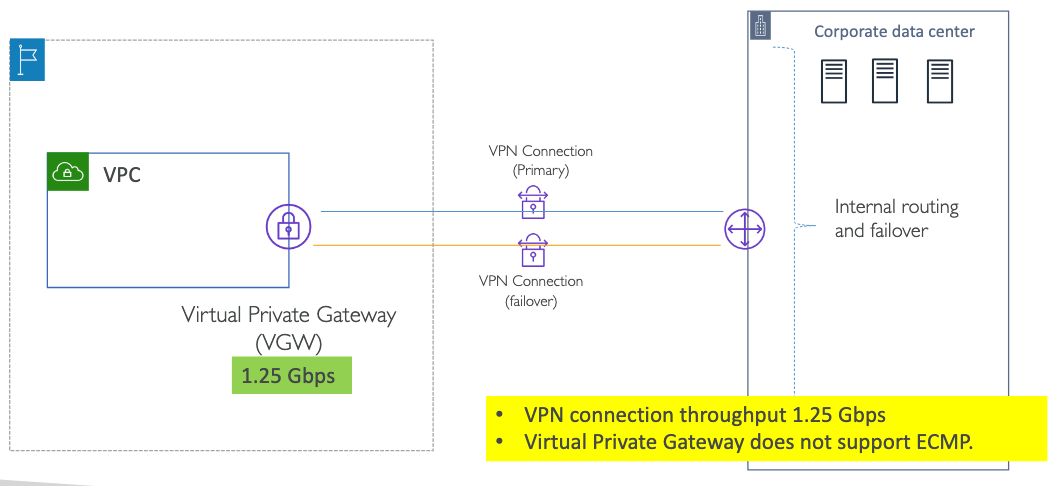 Corporate data center
VPN Connection
(Primary)
VPC
Internal routing
and failover
VPN Connection
(failover)
Virtual Private Gateway
(VGW)
1.25 Gbps
• VPN connection throughput 1.25 Gbps
• Virtual Private Gateway does not support ECMP.